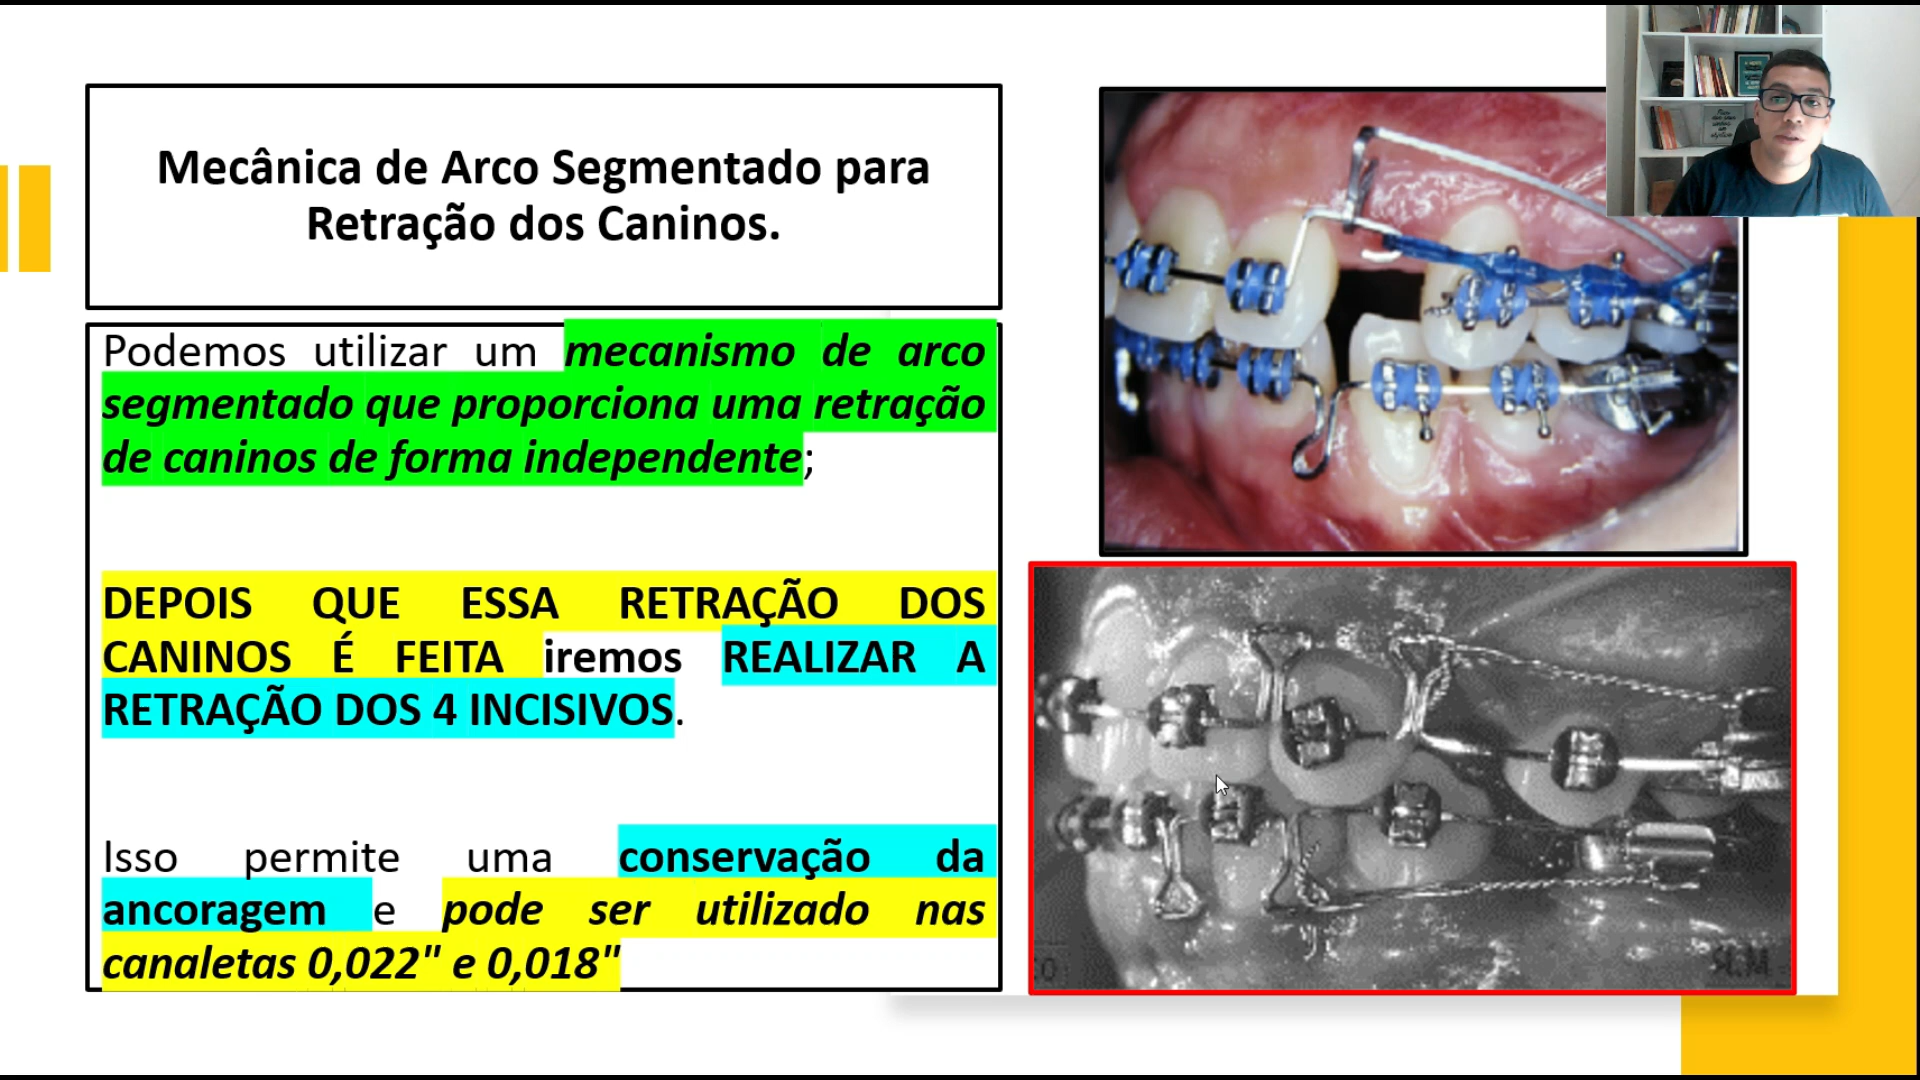 Mecânica de Arco Segmentado para
Retração dos Caninos.
Podemos utilizar um mecanismo de arco
segmentado que proporciona uma retração
de caninos de forma independente;
DEPOIS QUE ESSA RETRAÇÃO DOS
CANINOS É FEITA iremos REALIZAR A
RETRAÇÃO DOS 4 INCISIVOS.
Isso permite uma conservação da
ancoragem e pode ser utilizado nas
canaletas 0,022" e 0,018"